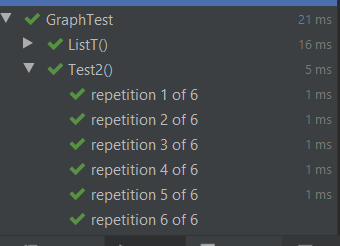 GraphTest 21 ms
ListT() 16 ms
Test2() 5 ms
repetition 1 of 6 1 ms
repetition 2 of 6 1 ms
repetition 3 of 6 1 ms
repetition 4 of 6 1 ms
repetition 5 of 6 1 ms
repetition 6 of 6